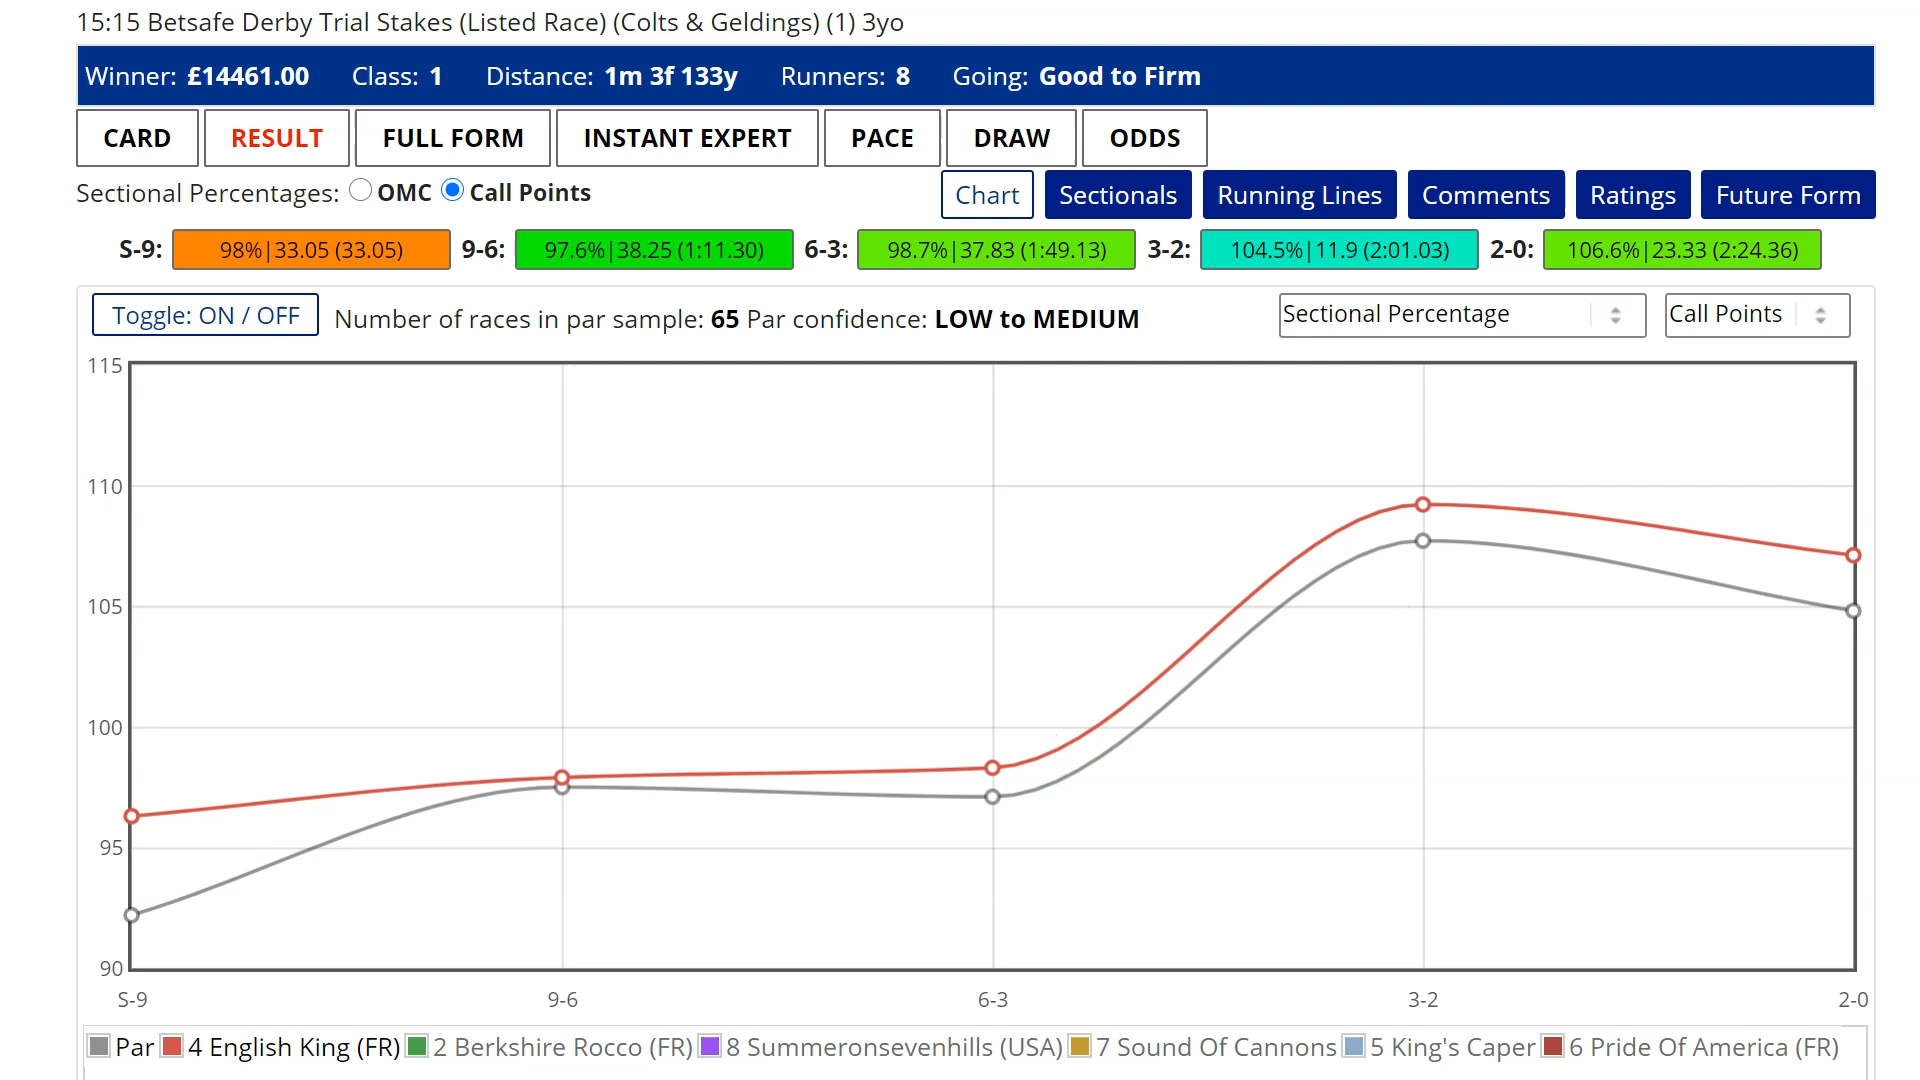 15:15 Betsafe Derby Trial Stakes (Listed Race) (Colts & Geldings) (1) 3yo
Winner: £14461.00 Class: 1 Distance: 1m 3f 133y Runners: 8 Going: Good to Firm
CARD RESULT FULL FORM INSTANT EXPERT PACE DRAW ODDS
Sectional Percentages: OMC Call Points Chart Sectionals Running Lines Comments Ratings Future Form
S-9: 98%|33.05 (33.05) 9-6: 97.6%|38.25 (1:11.30) 6-3: 98.7%|37.83 (1:49.13) 3-2: 104.5%|11.9 (2:01.03) 2-0: 106.6%|23.33 (2:24.36)
Toggle: ON / OFF Number of races in par sample: 65 Par confidence: LOW to MEDIUM Sectional Percentage Call Points
115
110
105
100
95
90
S-9 9-6 6-3 3-2 2-0
Par 4 English King (FR) 2 Berkshire Rocco (FR) 8 Summeronsevenhills (USA) 7 Sound Of Cannons 5 King's Caper 6 Pride Of America (FR)